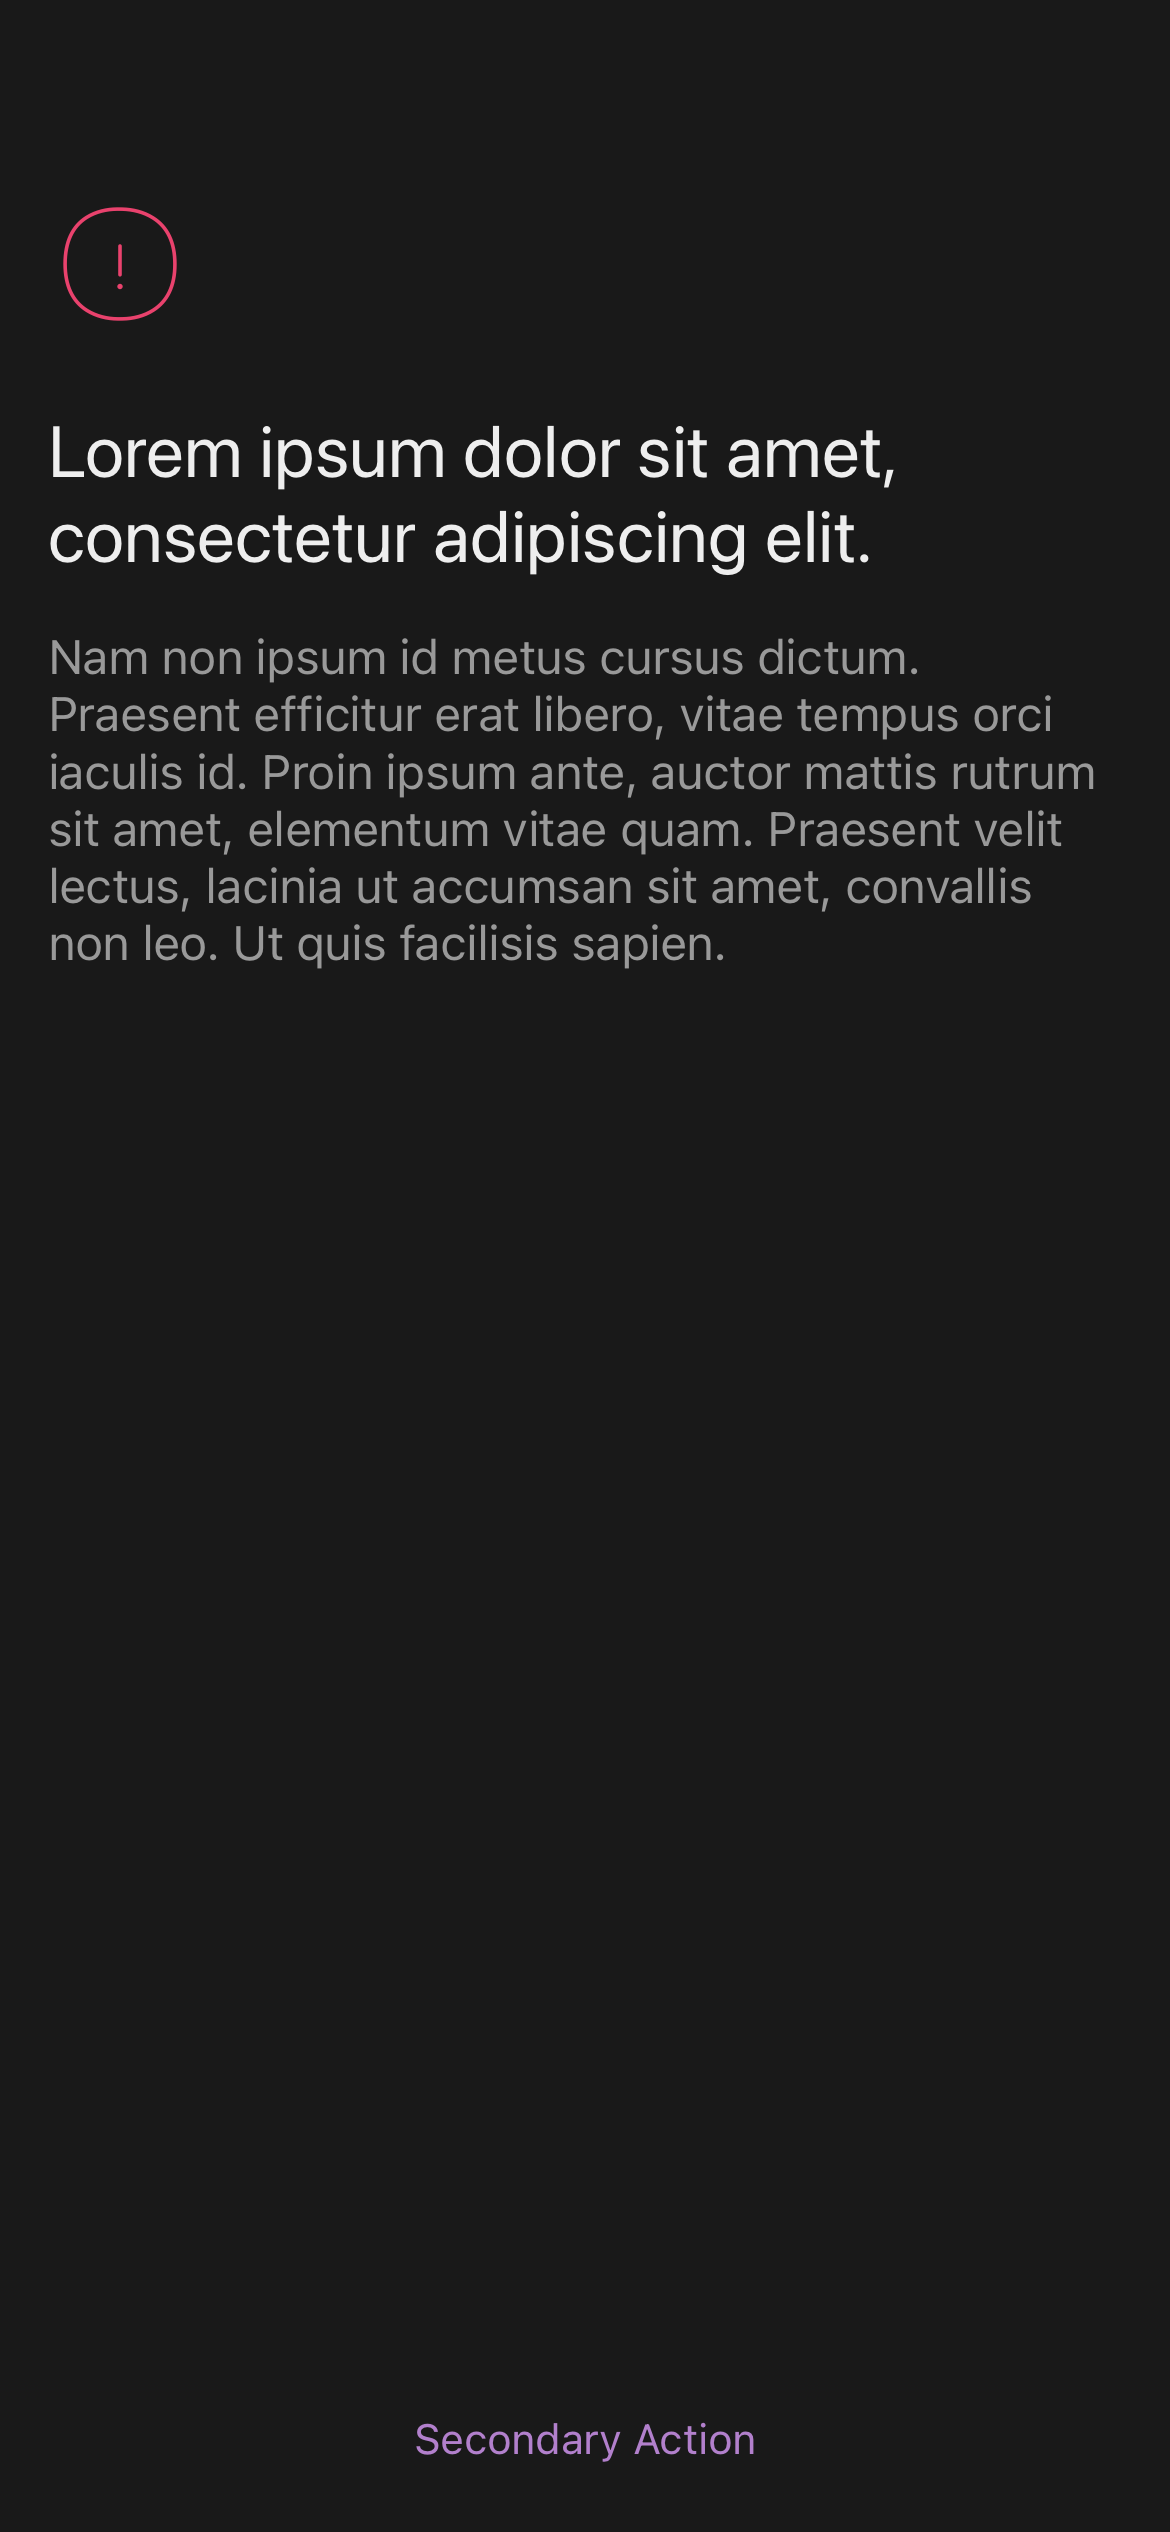 Lorem ipsum dolor sit amet,
consectetur adipiscing elit.
Nam non ipsum id metus cursus dictum.
Praesent efficitur erat libero, vitae tempus orci
iaculis id. Proin ipsum ante, auctor mattis rutrum
sit amet, elementum vitae quam. Praesent velit
lectus, lacinia ut accumsan sit amet, convallis
non leo. Ut quis facilisis sapien.
Secondary Action